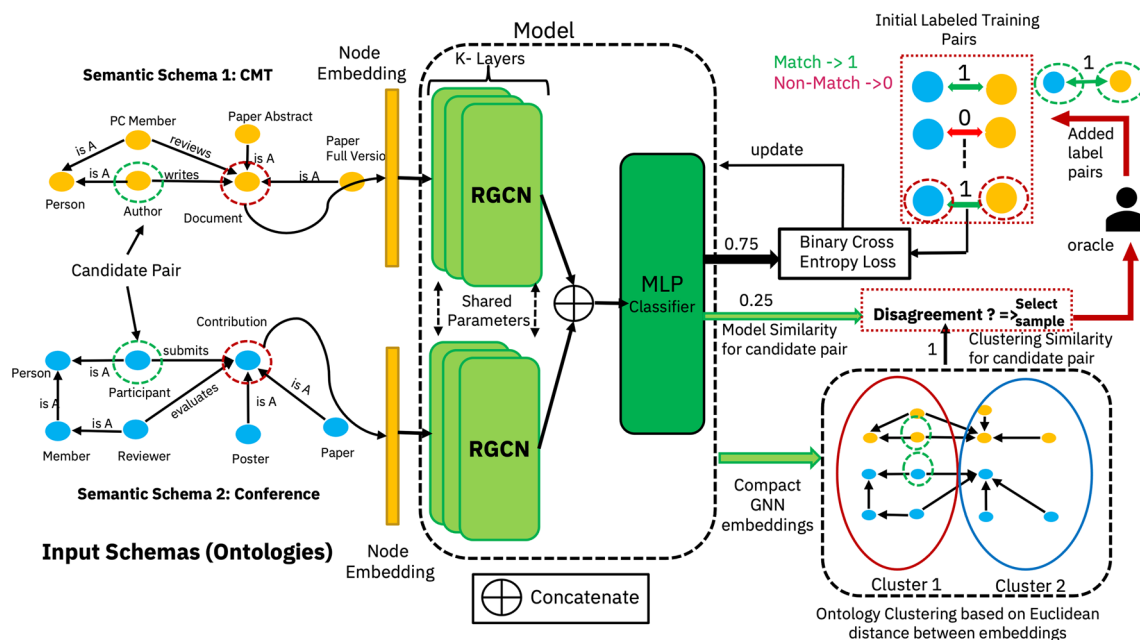 Model
Initial Labeled Training
Pairs
Node
Embedding
K- Layers
Match -> 1
Non-Match ->0
1
1
0
1
Semantic Schema 1: CMT
PC Member
Paper Abstract
is A
reviews
is A
Paper
Full Versio
is A
writes
is A
Person
Author
Document
RGCN
update
Added
label
pairs
oracle
Candidate Pair
Shared
Parameters
MLP
Classifier
0.75
Binary Cross
Entropy Loss
0.25
Disagreement ? =>
Select
sample
Model Similarity
for candidate pair
1
Clustering Similarity
for candidate pair
Contribution
submits
Person
is A
Participant
evaluates
is A
is A
is A
is A
Member
Reviewer
Poster
Paper
RGCN
Semantic Schema 2: Conference
Compact
GNN
embeddings
Input Schemas (Ontologies)
Node
Embedding
Concatenate
Cluster 1
Cluster 2
Ontology Clustering based on Euclidean
distance between embeddings